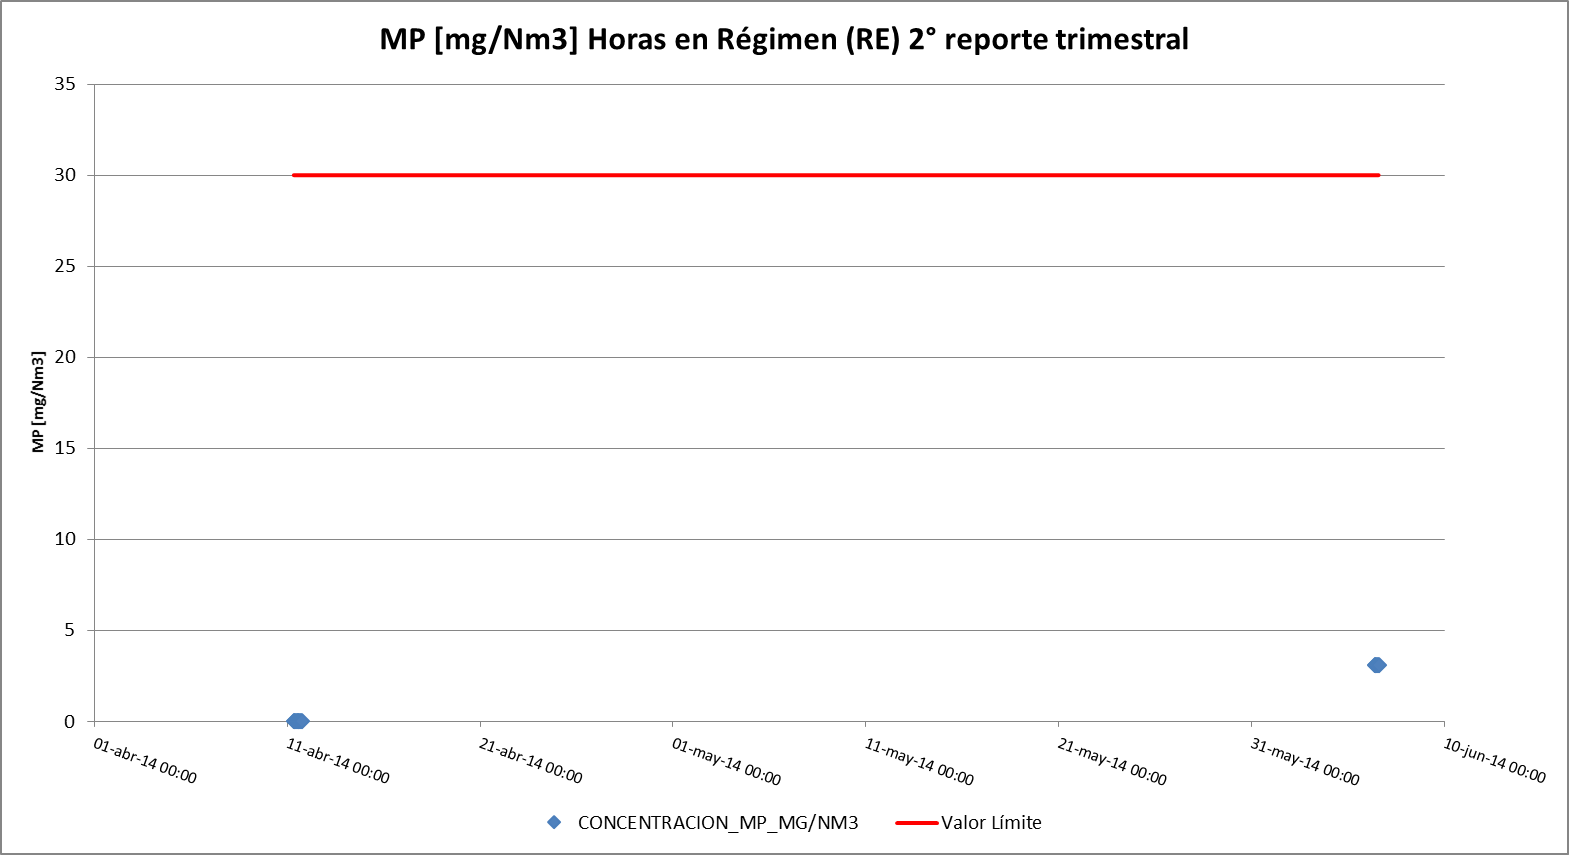 MP [mg/Nm3] Horas en Régimen (RE) 2° reporte trimestral
35
30
25
20
15
10
5
0
MP [mg/Nm3]
01-abr-14 00:00
11-abr-14 00:00
21-abr-14 00:00
01-may-14 00:00
11-may-14 00:00
21-may-14 00:00
31-may-14 00:00
10-jun-14 00:00
CONCENTRACION_MP_MG/NM3
Valor Límite